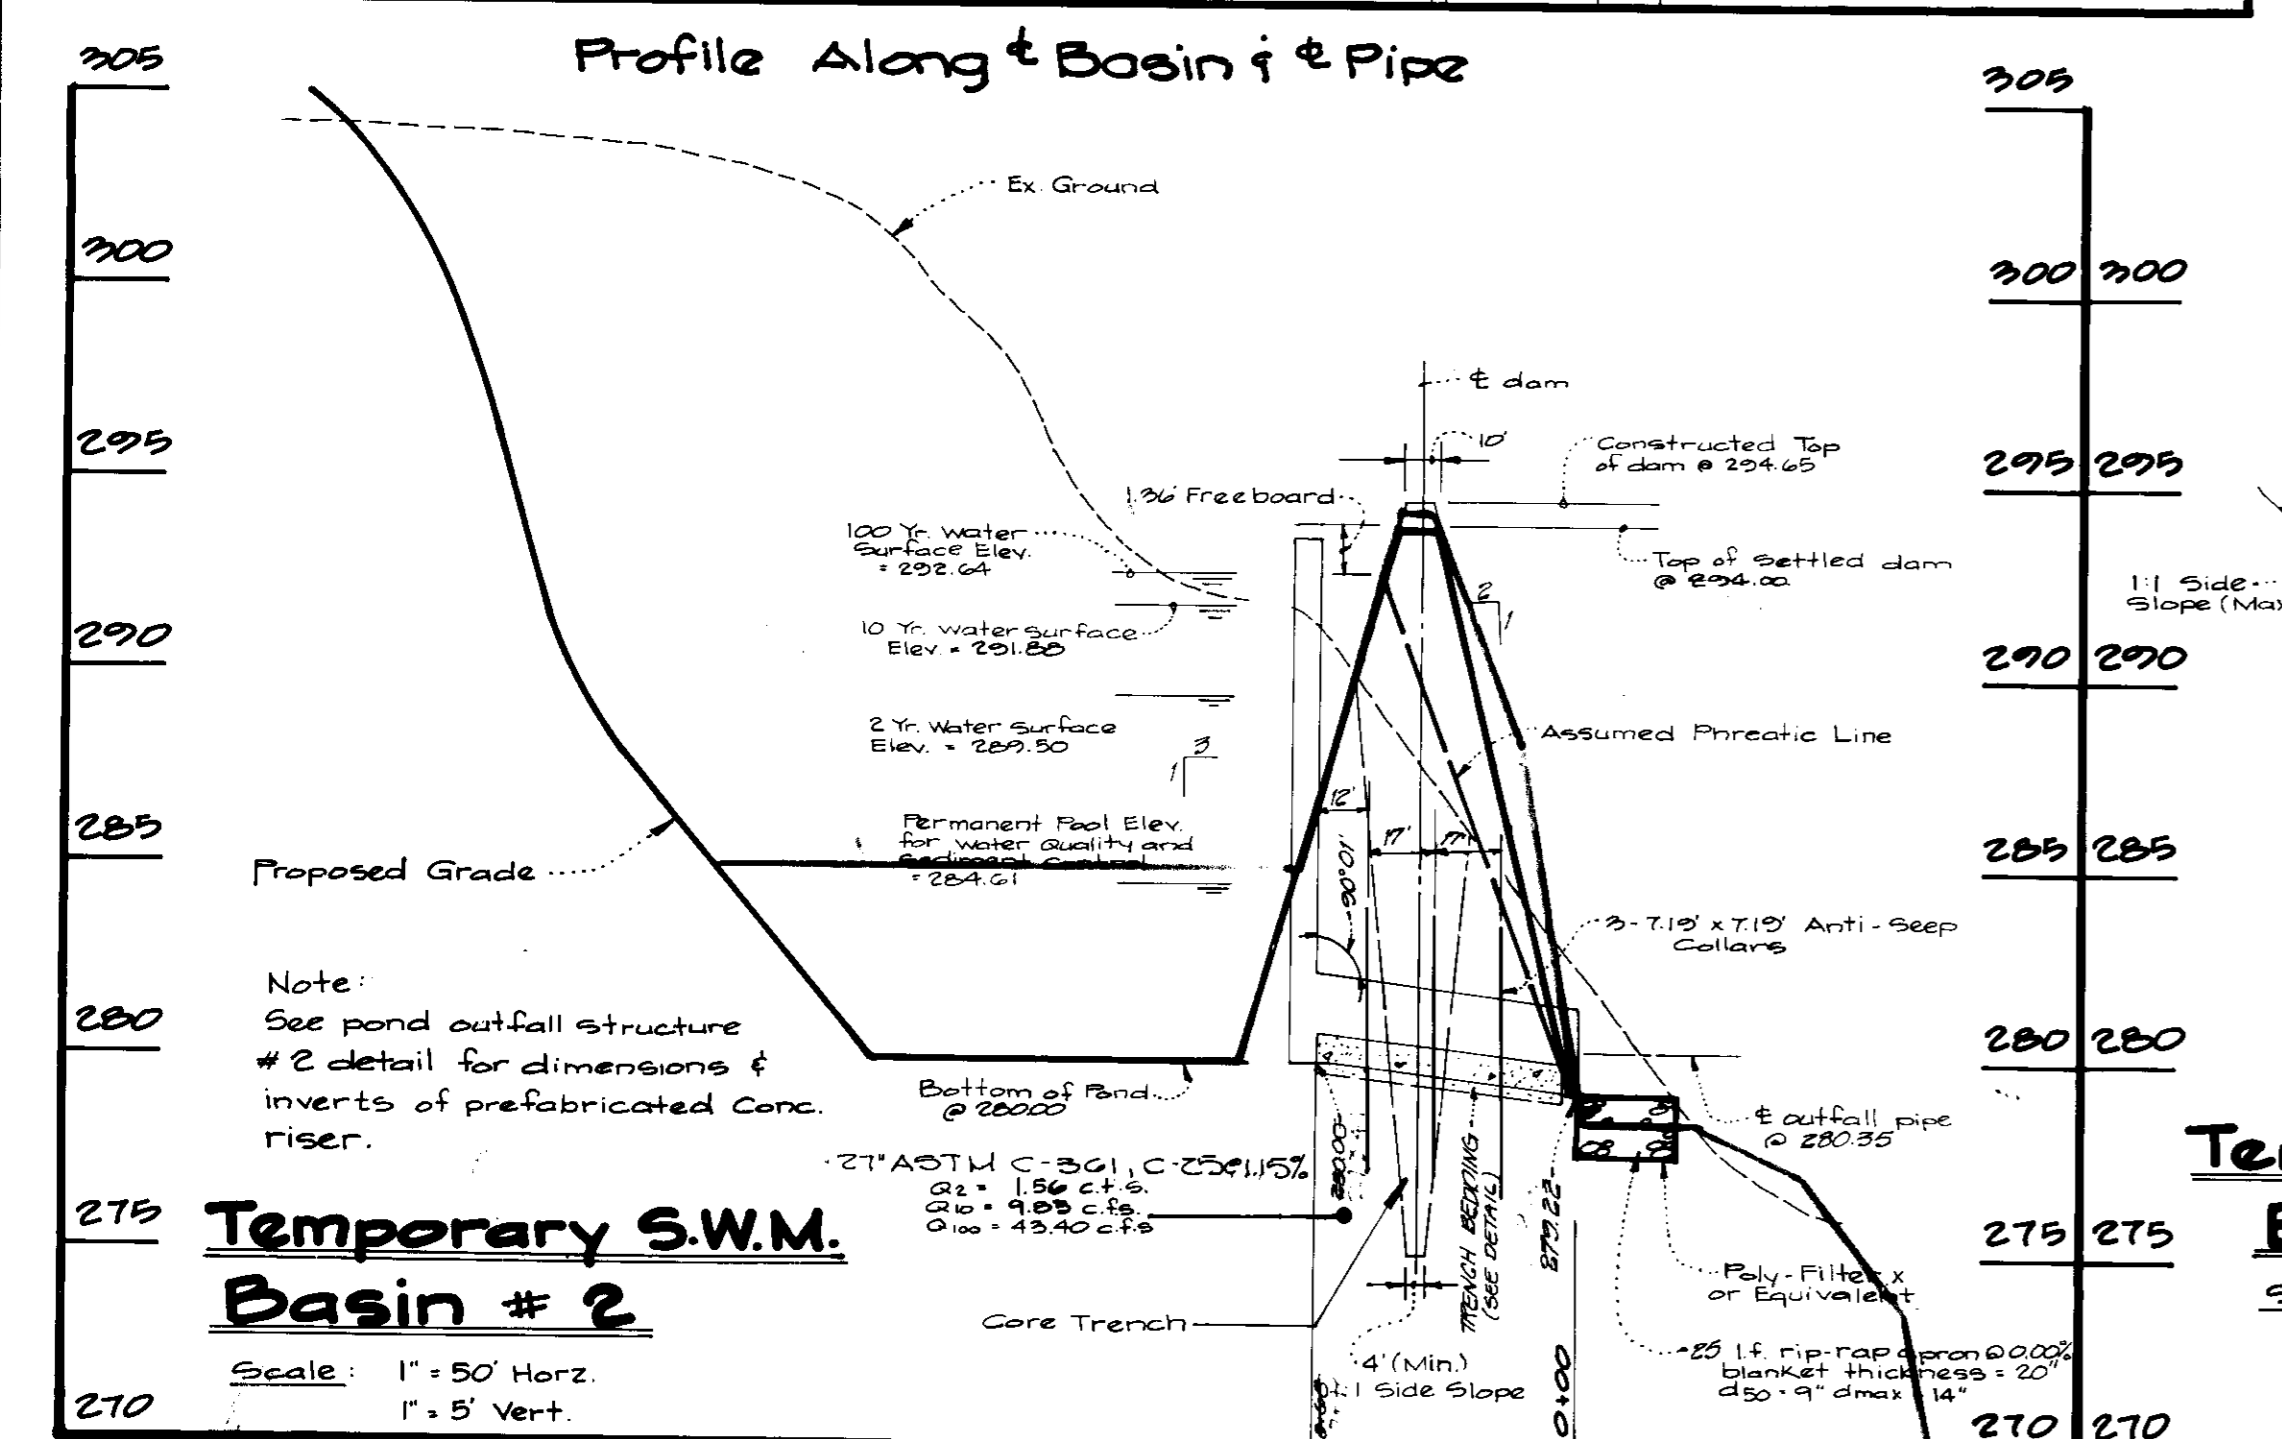 Profile Along ℄ Basin & ℄ Pipe
305
300
295
290
285
280
275
270
305
300 300
295 295
290 290
285 285
280 280
275 275
270 270
Ex. Ground
℄ dam
10'
Constructed Top
of dam @ 294.65
1.36' Freeboard
100 Yr. Water
Surface Elev.
= 292.64
Top of Settled dam
@ 294.00
2
1
1:1 Side
Slope (Max
10 Yr. Water Surface
Elev. = 291.88
2 Yr. Water Surface
Elev. = 289.50
3
1
Assumed Phreatic Line
12'
17' 17'
Permanent Pool Elev.
for Water Quality and
Sediment Control
= 284.61
Proposed Grade
3-7.19' x 7.19' Anti-Seep
Collars
Note:
See pond outfall structure
#2 detail for dimensions &
inverts of prefabricated Conc.
riser.
Bottom of Pond
@ 280.00
℄ outfall pipe
@ 280.35
27" ASTM C-361, C-25@1.15%
Q2 = 1.56 c.f.s.
Q10 = 9.83 c.f.s.
Q100 = 43.40 c.f.s
280.00
TRENCH BEDDING
(SEE DETAIL)
279.22
Temporary S.W.M.
Basin # 2
Scale: 1" = 50' Horz.
1" = 5' Vert.
Core Trench
4' (Min.)
1 Side Slope
0+00
Poly-Filter x
or Equivalent
25 l.f. rip-rap apron @ 0.00%
blanket thickness = 20"
d50 = 9" dmax 14"